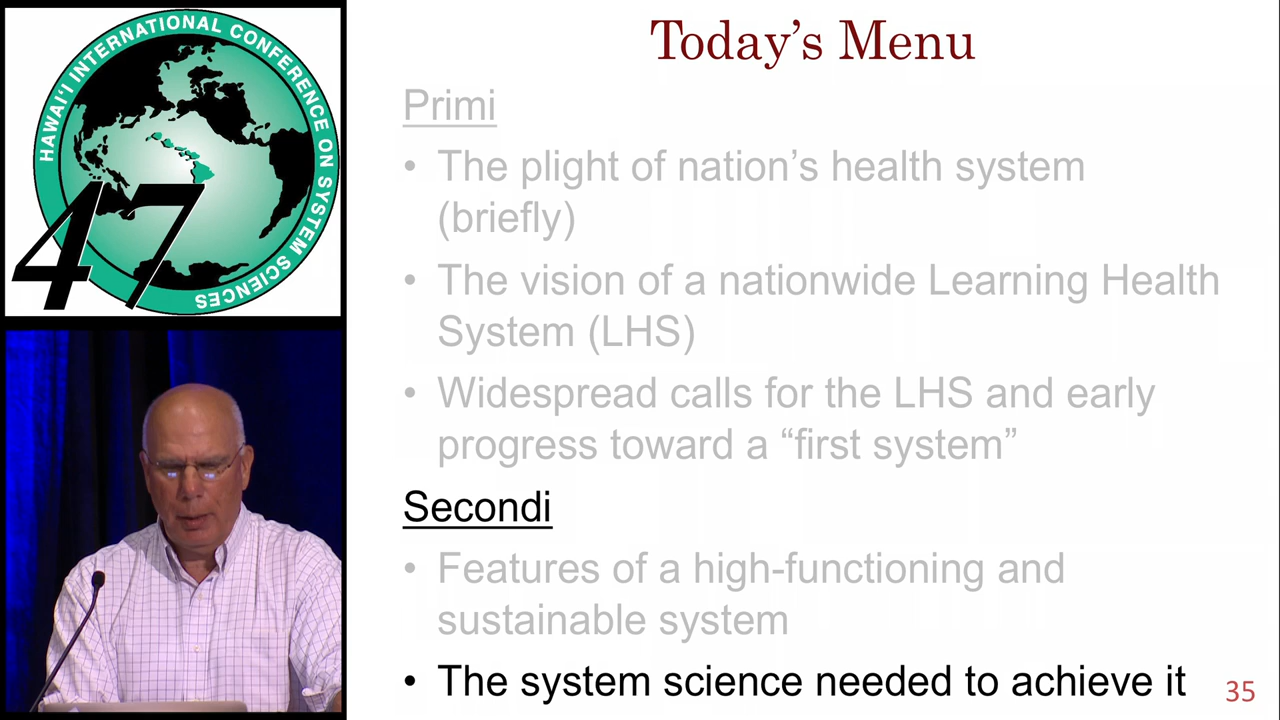 HAWAI'I INTERNATIONAL CONFERENCE ON SYSTEM SCIENCES
47
Today's Menu
Primi
• The plight of nation's health system
(briefly)
• The vision of a nationwide Learning Health
System (LHS)
• Widespread calls for the LHS and early
progress toward a “first system”
Secondi
• Features of a high-functioning and
sustainable system
• The system science needed to achieve it
35